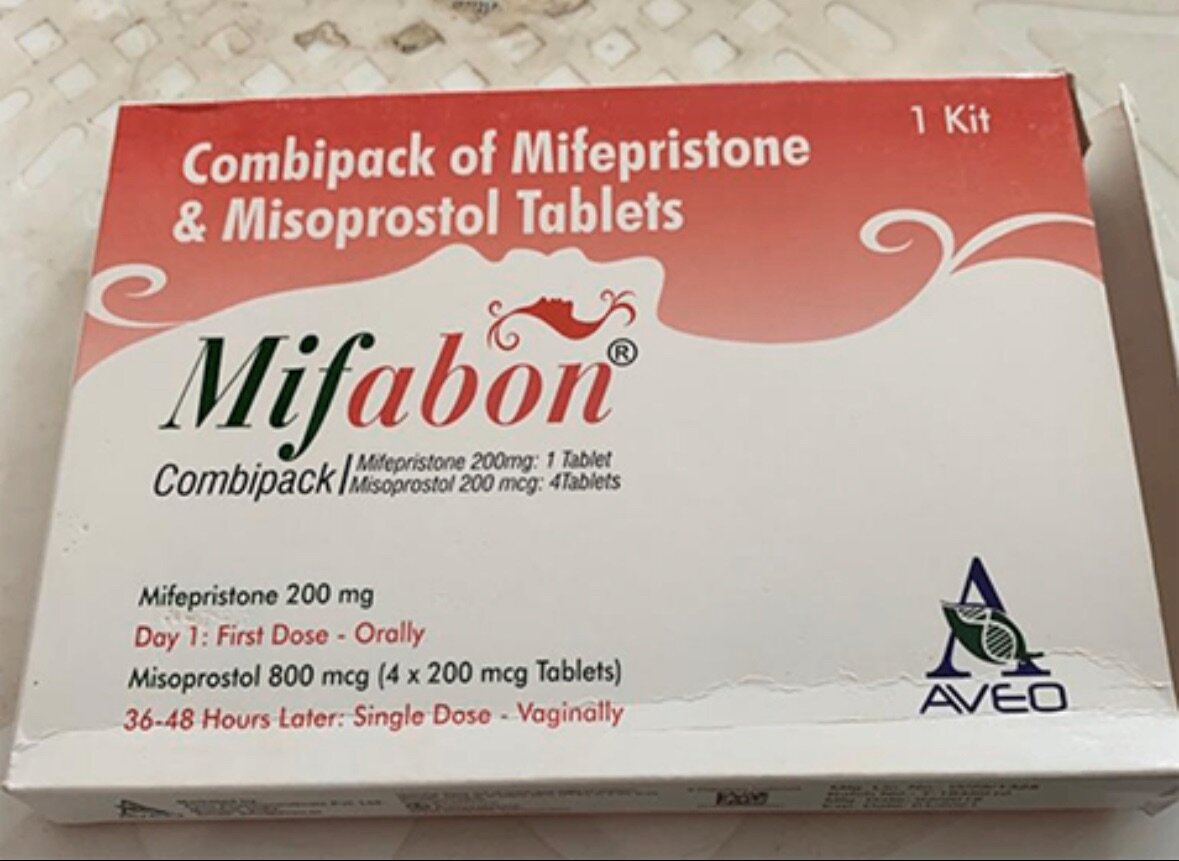 1 Kit
Combipack of Mifepristone
& Misoprostol Tablets
Mifabon®
Combipack
Mifepristone 200mg: 1 Tablet
Misoprostol 200 mcg: 4Tablets
Mifepristone 200 mg
Day 1: First Dose - Orally
Misoprostol 800 mcg (4 x 200 mcg Tablets)
36-48 Hours Later: Single Dose - Vaginally
A
AVEO